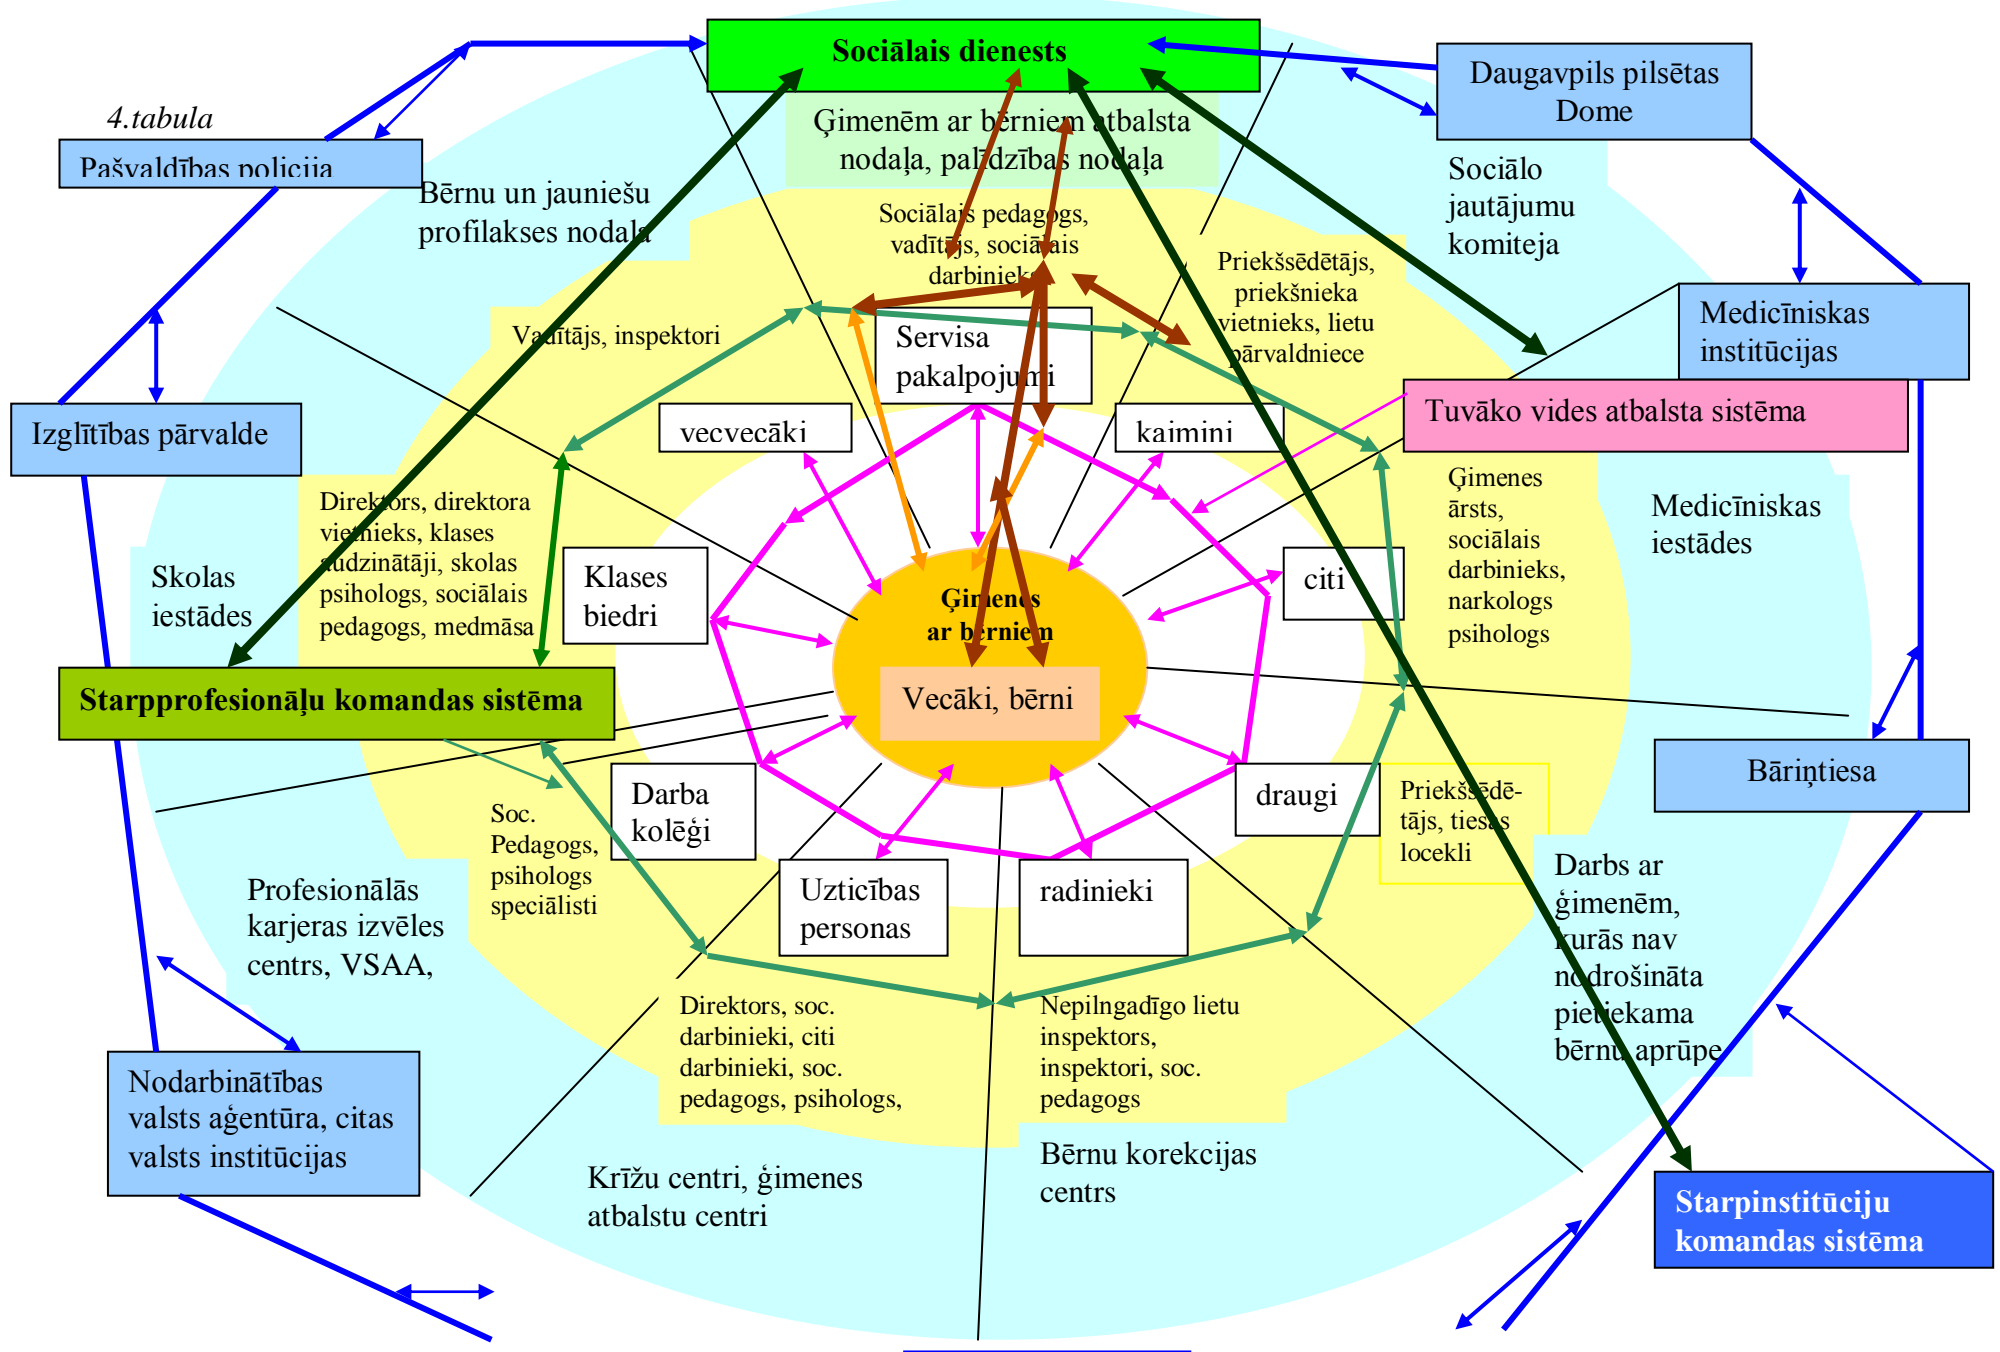 Sociālais dienests
Daugavpils pilsētas
Dome
4.tabula
Pašvaldības policija
Ģimenēm ar bērniem atbalsta
nodaļa, palīdzības nodaļa
Bērnu un jauniešu
profilakses nodaļa
Sociālo
jautājumu
komiteja
Sociālais pedagogs,
vadītājs, sociālais
darbinieks
Priekšsēdētājs,
priekšnieka
vietnieks, lietu
pārvaldniece
Vadītājs, inspektori
Servisa
pakalpojumi
Medicīniskas
institūcijas
Izglītības pārvalde
vecvecāki
kaimiņi
Tuvāko vides atbalsta sistēma
Direktors, direktora
vietnieks, klases
audzinātāji, skolas
psihologs, sociālais
pedagogs, medmāsa
Ģimenes
ārsts,
sociālais
darbinieks,
narkologs
psihologs
Medicīniskas
iestādes
Skolas
iestādes
Klases
biedri
citi
Ģimenes
ar bērniem
Vecāki, bērni
Starpprofesionāļu komandas sistēma
Bāriņtiesa
Darba
kolēģi
draugi
Priekšsēdē-
tājs, tiesas
locekli
Soc.
Pedagogs,
psihologs
speciālisti
Uzticības
personas
radinieki
Profesionālās
karjeras izvēles
centrs, VSAA,
Darbs ar
ģimenēm,
kurās nav
nodrošināta
pietiekama
bērnu aprūpe
Direktors, soc.
darbinieki, citi
darbinieki, soc.
pedagogs, psihologs,
Nepilngadīgo lietu
inspektors,
inspektori, soc.
pedagogs
Nodarbinātības
valsts aģentūra, citas
valsts institūcijas
Krīžu centri, ģimenes
atbalstu centri
Bērnu korekcijas
centrs
Starpinstitūciju
komandas sistēma